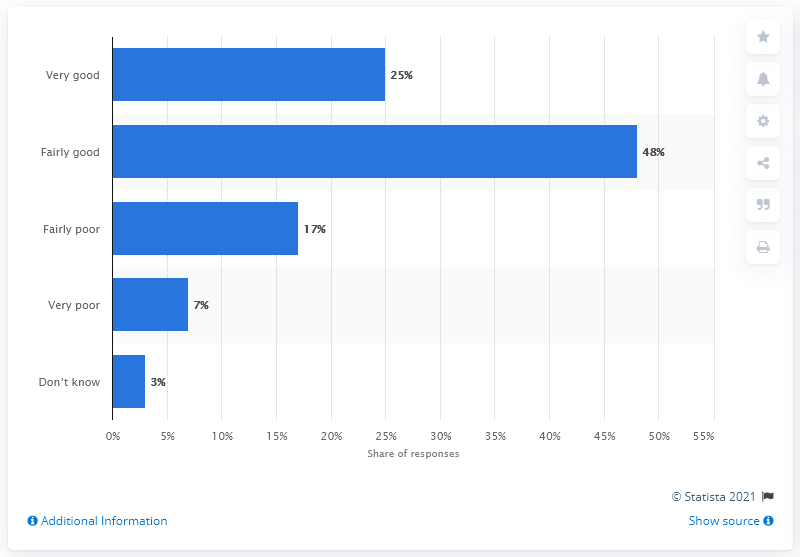 Very good
25%
Fairly good
48%
Fairly poor
17%
Very poor
7%
Don't know
3%
0% 5% 10% 15% 20% 25% 30% 35% 40% 45% 50% 55%
Share of responses
© Statista 2021
Additional Information
Show source